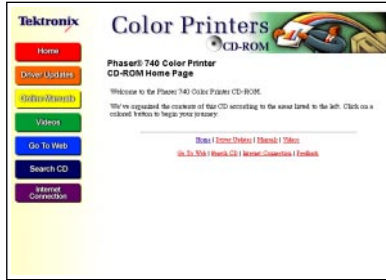 Tektronix
Color Printers
CD-ROM
Home
Driver Updates
Online Manuals
Videos
Go To Web
Search CD
Internet
Connection
Phaser® 740 Color Printer
CD-ROM Home Page
Welcome to the Phaser 740 Color Printer CD-ROM.
We've organized the contents of this CD according to the areas listed to the left. Click on a
colored button to begin your journey.
Home | Driver Updates | Manuals | Videos
Go To Web | Search CD | Internet Connection | Feedback